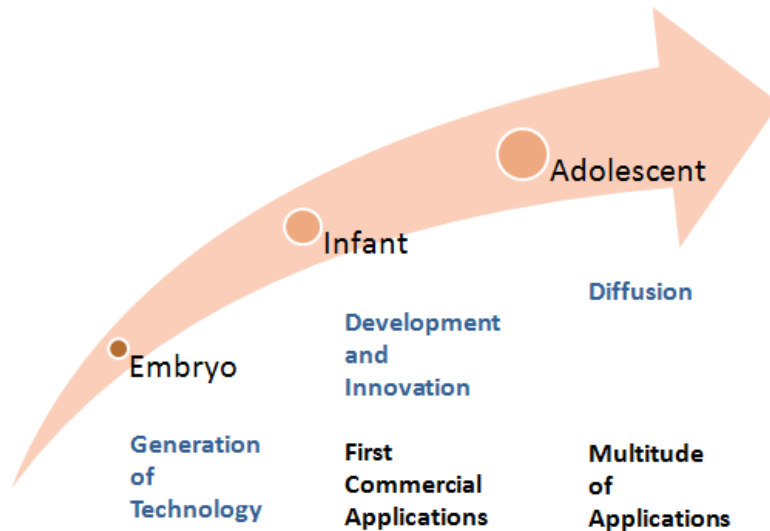 Adolescent
Infant
Embryo
Diffusion
Development
and
Innovation
Generation
of
Technology
First
Commercial
Applications
Multitude
of
Applications